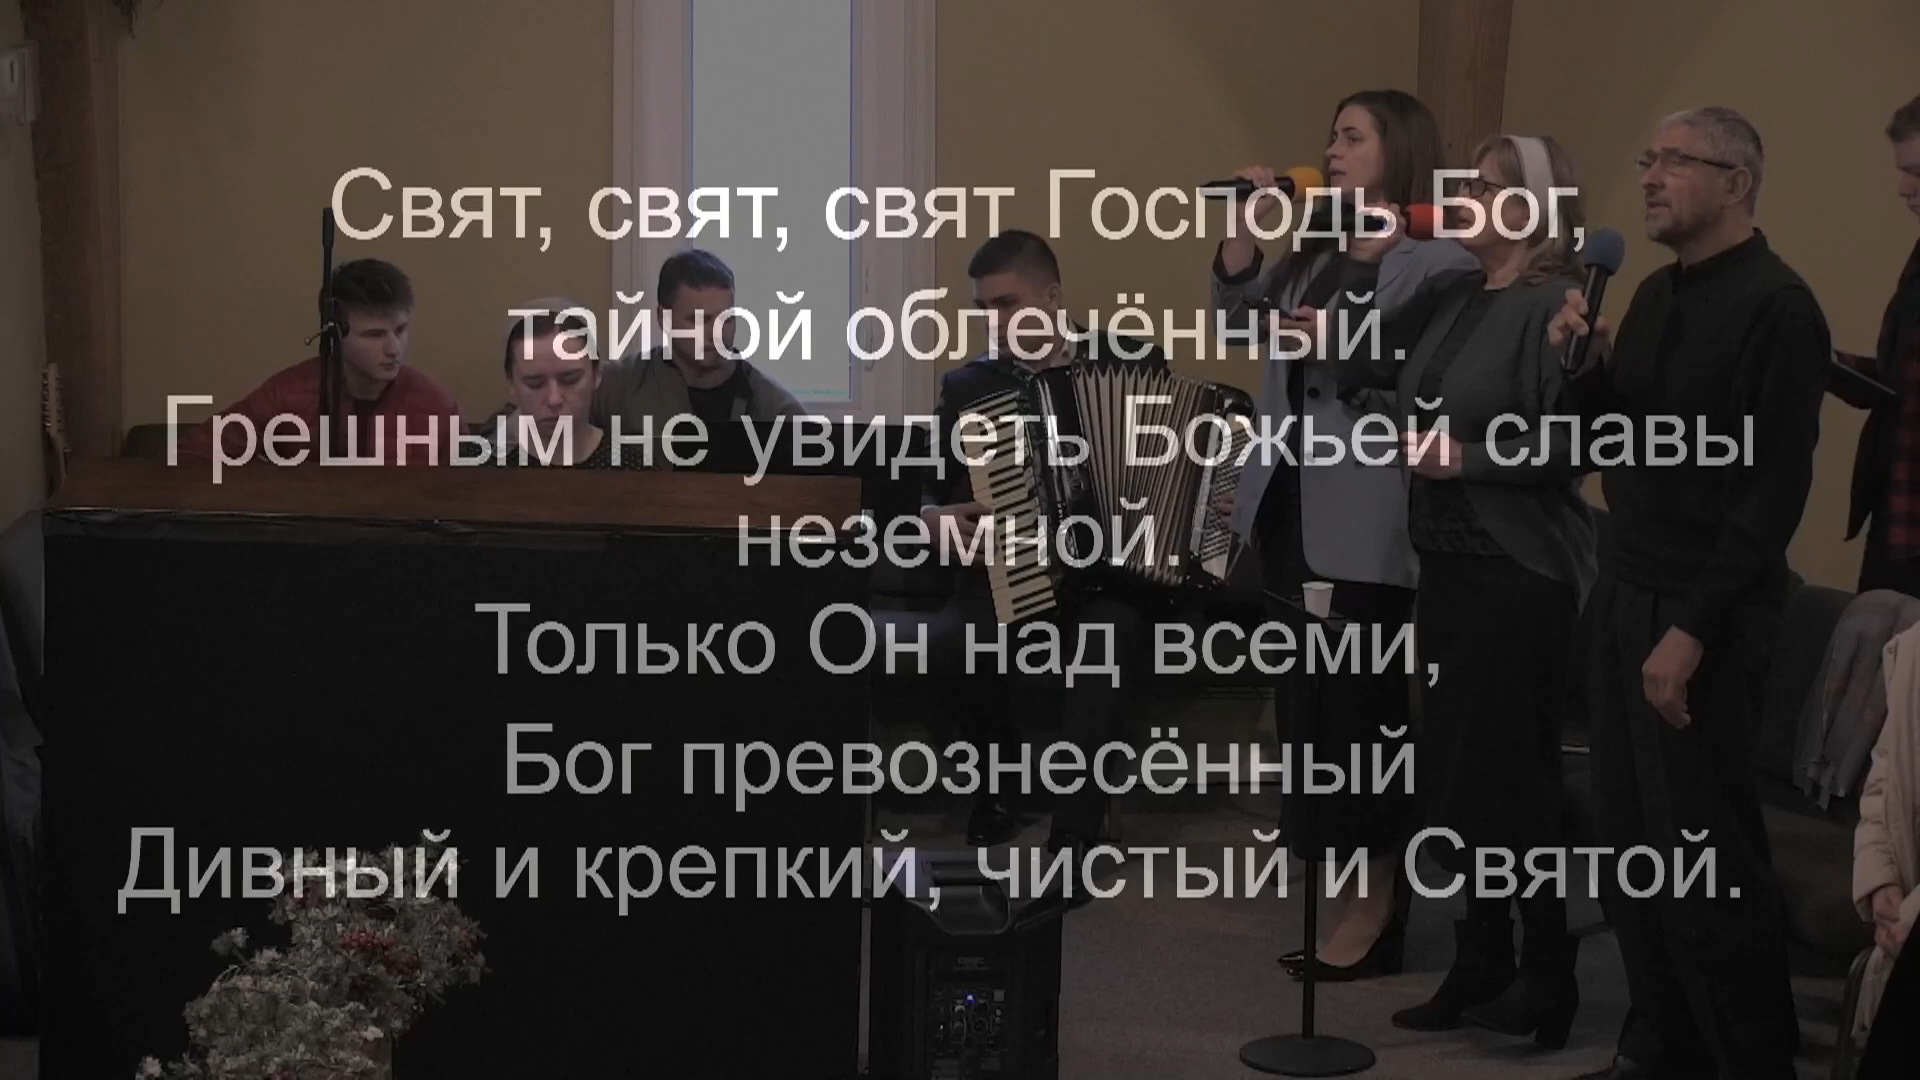 Свят, свят, свят Господь Бог,
тайной облечённый.
Грешным не увидеть Божьей славы
неземной.
Только Он над всеми,
Бог превознесённый
Дивный и крепкий, чистый и Святой.